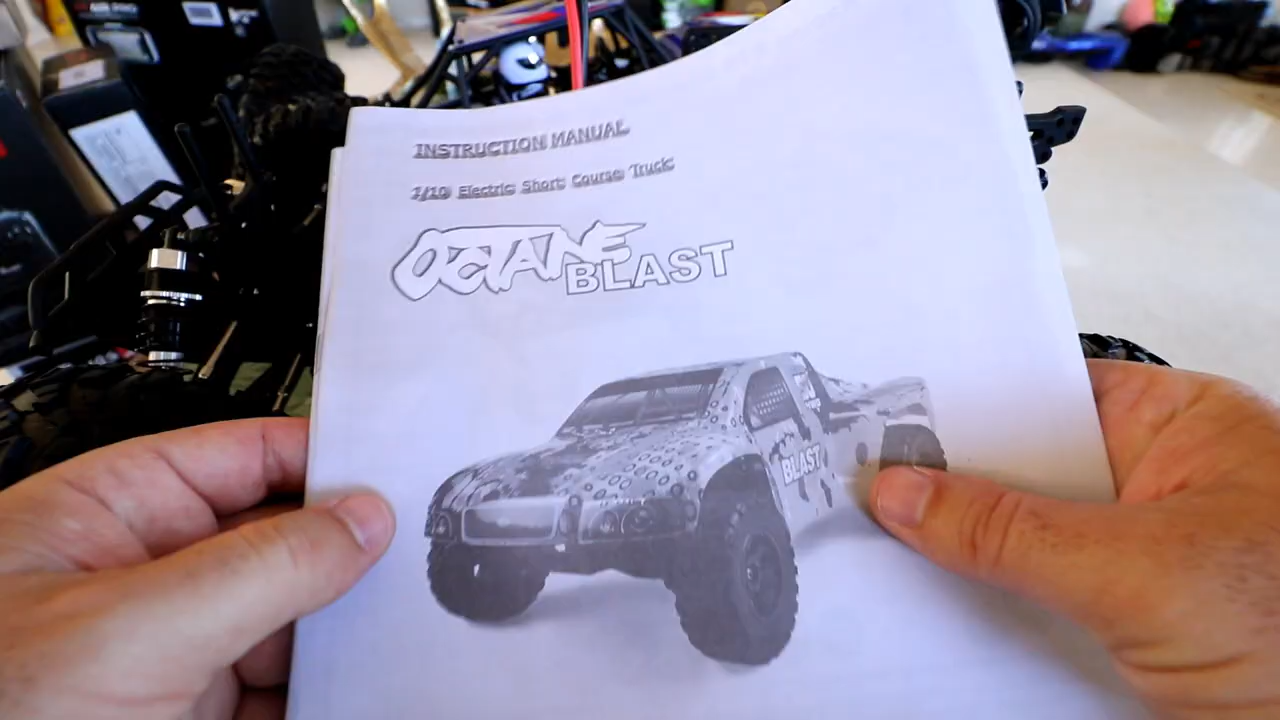 INSTRUCTION MANUAL
1/10 Electric Short Course Truck
OCTANE
BLAST
BLAST